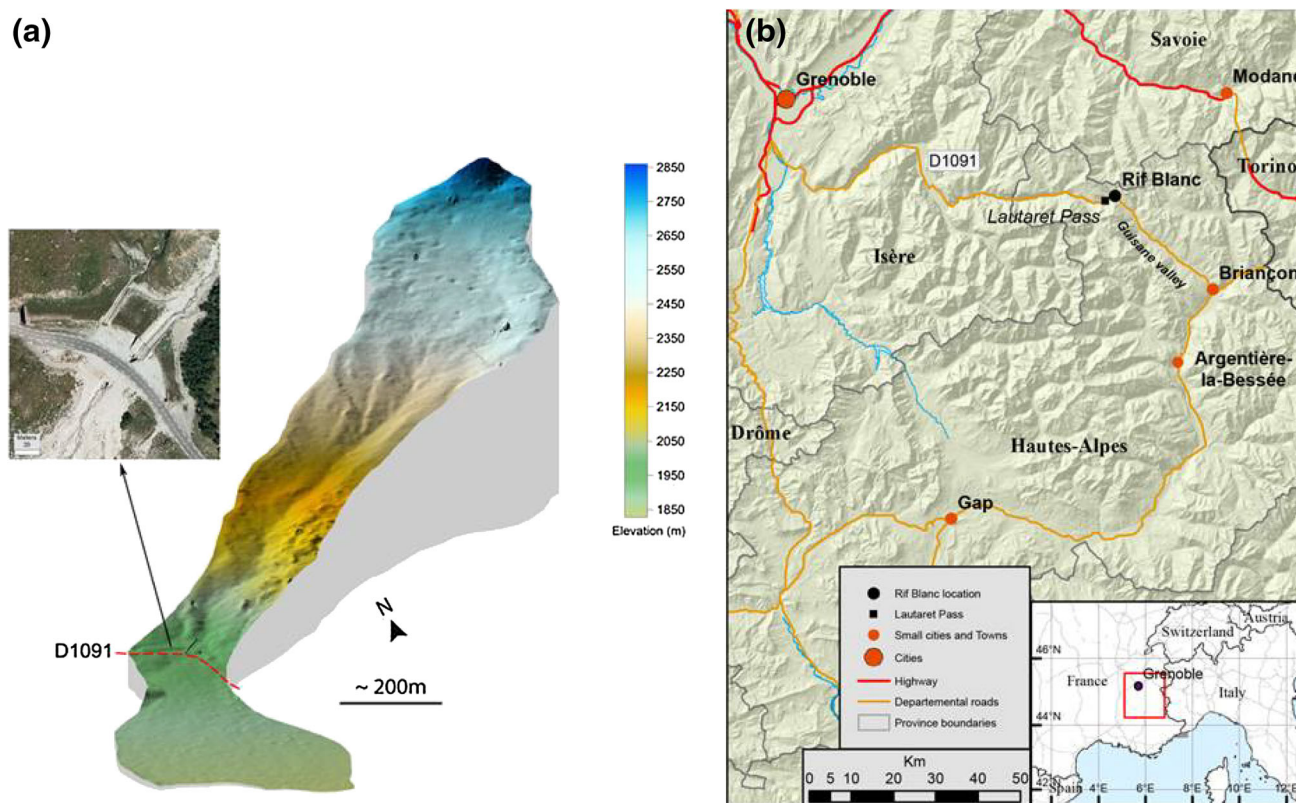 (a)
Meters
20
D1091
N
~ 200m
2850
2750
2650
2550
2450
2350
2250
2150
2050
1950
1850
Elevation (m)
(b)
Savoie
Grenoble
Modane
D1091
Torino
Rif Blanc
Lautaret Pass
Guisane valley
Isère
Briançon
Argentière-
la-Bessée
Drôme
Hautes-Alpes
Gap
Rif Blanc location
Lautaret Pass
Small cities and Towns
Cities
Highway
Departemental roads
Province boundaries
Km
0 5 10 20 30 40 50
Austria
Switzerland
46°N
Grenoble
France
Italy
44°N
42°N
Spain
4°E
6°E
8°E
10°E
12°E